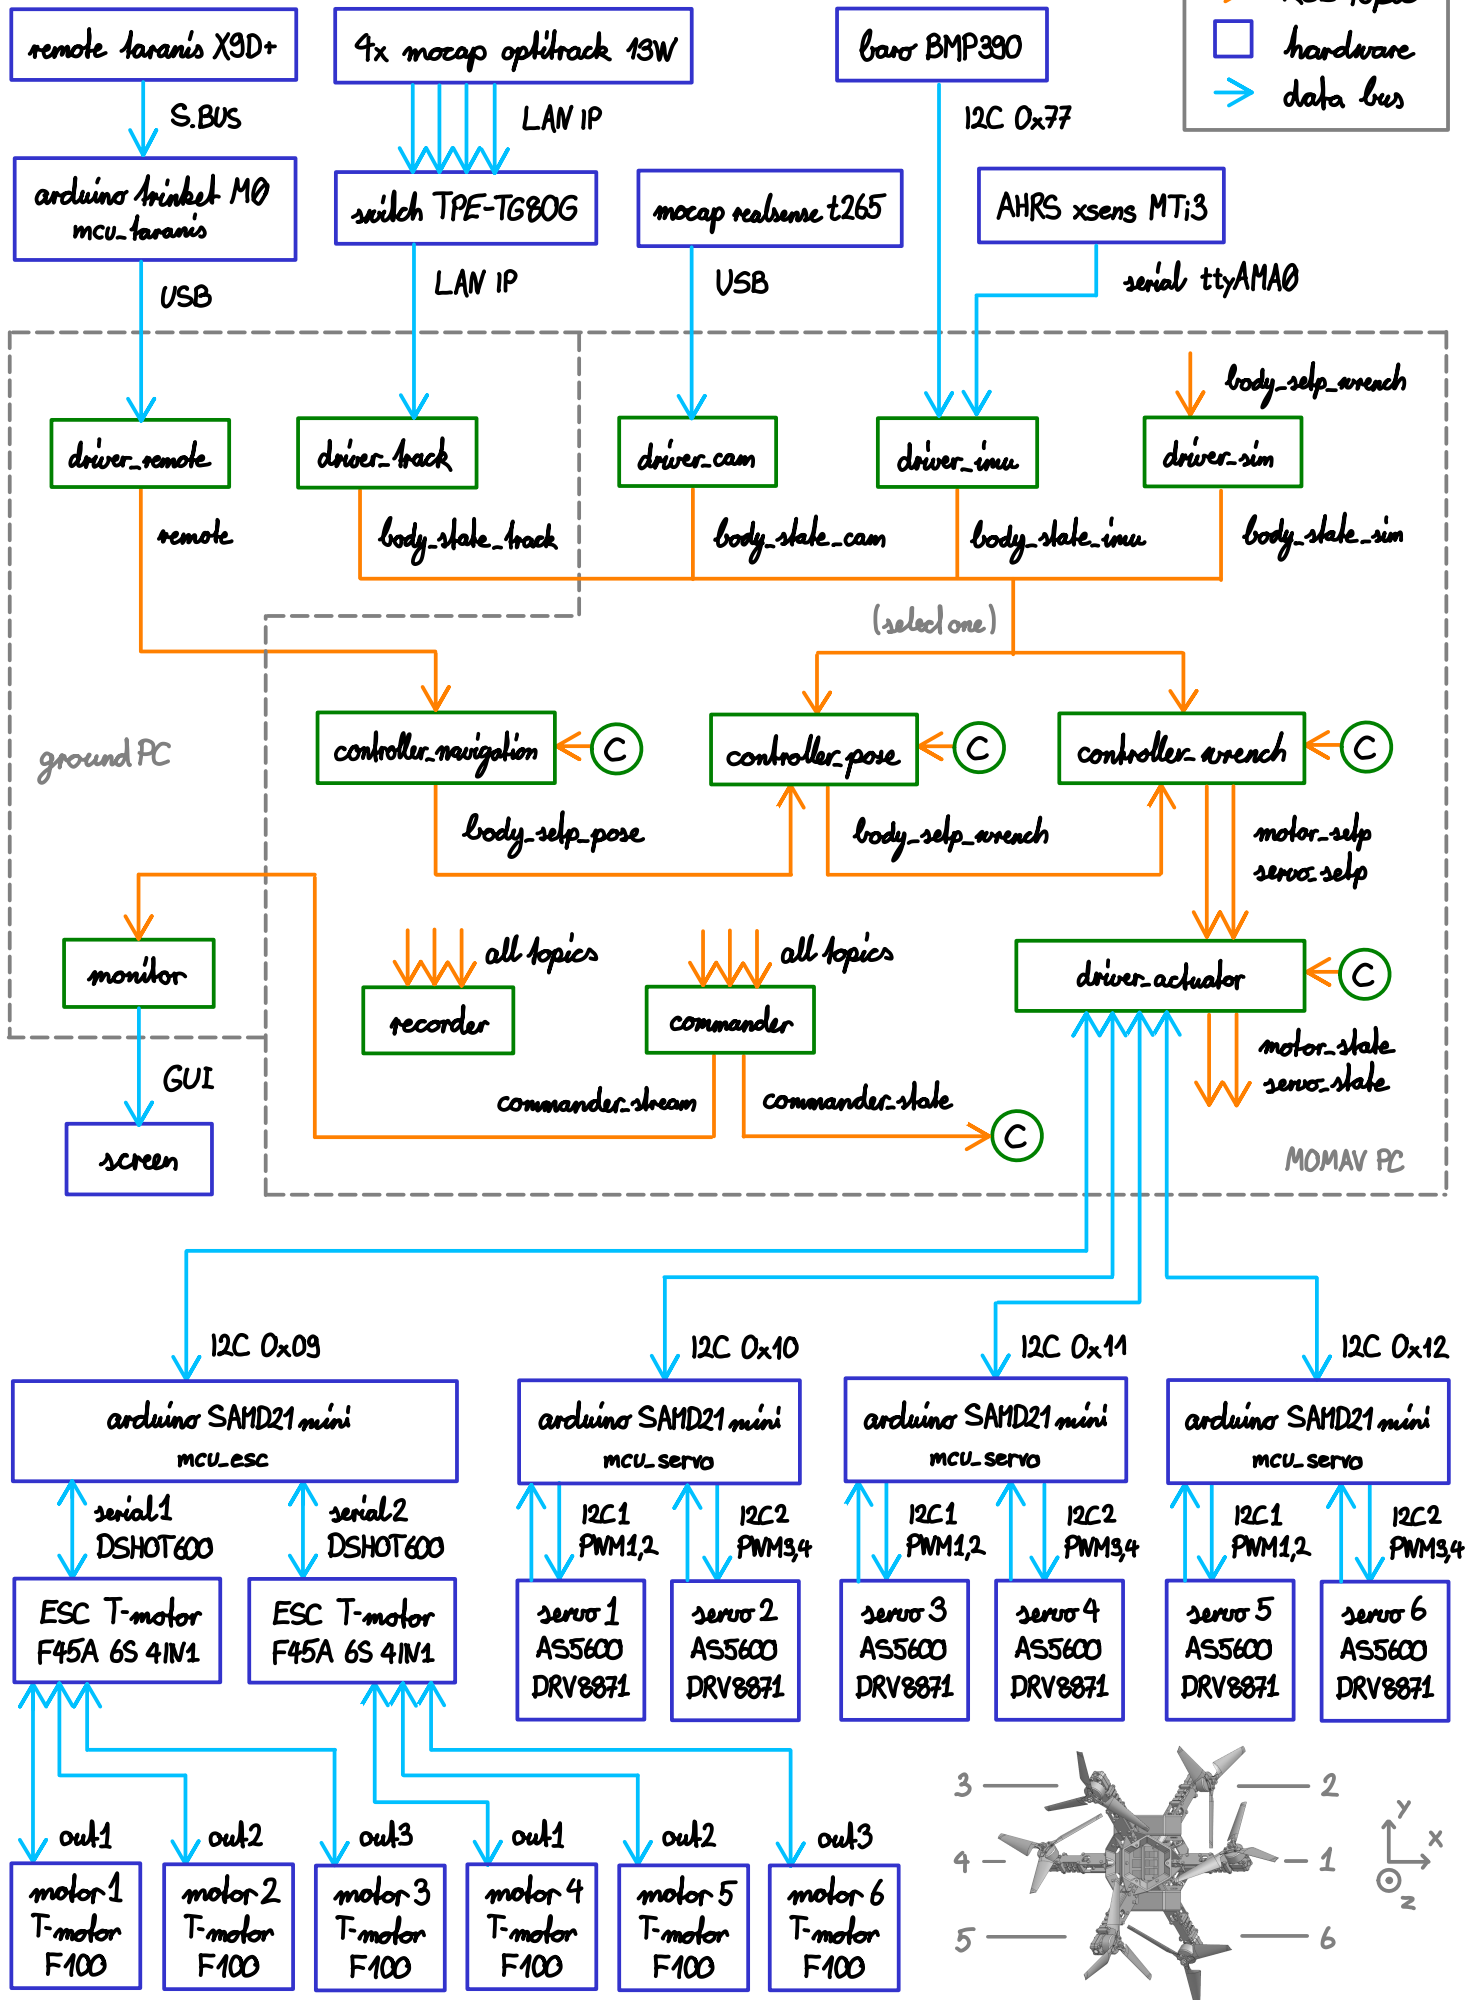 remote taranis X9D+
4x mocap optitrack 13W
baro BMP390
hardware
data bus
S.BUS
LAN IP
I2C 0x77
arduino trinket M0
mcu_taranis
switch TPE-TG80G
mocap realsense t265
AHRS xsens MTi3
USB
LAN IP
USB
serial ttyAMA0
body_setp_wrench
driver_remote
driver_track
driver_cam
driver_imu
driver_sim
remote
body_state_track
body_state_cam
body_state_imu
body_state_sim
(select one)
ground PC
controller_navigation
C
controller_pose
C
controller_wrench
C
body_setp_pose
body_setp_wrench
motor_setp
servo_setp
monitor
all topics
all topics
driver_actuator
C
recorder
commander
motor_state
servo_state
GUI
commander_stream
commander_state
C
screen
MOMAV PC
I2C 0x09
I2C 0x10
I2C 0x11
I2C 0x12
arduino SAMD21 mini
mcu_esc
arduino SAMD21 mini
mcu_servo
arduino SAMD21 mini
mcu_servo
arduino SAMD21 mini
mcu_servo
serial1
DSHOT600
serial2
DSHOT600
I2C1
PWM1,2
I2C2
PWM3,4
I2C1
PWM1,2
I2C2
PWM3,4
I2C1
PWM1,2
I2C2
PWM3,4
ESC T-motor
F45A 6S 4IN1
ESC T-motor
F45A 6S 4IN1
servo 1
AS5600
DRV8871
servo 2
AS5600
DRV8871
servo 3
AS5600
DRV8871
servo 4
AS5600
DRV8871
servo 5
AS5600
DRV8871
servo 6
AS5600
DRV8871
out1
out2
out3
out1
out2
out3
motor 1
T-motor
F100
motor 2
T-motor
F100
motor 3
T-motor
F100
motor 4
T-motor
F100
motor 5
T-motor
F100
motor 6
T-motor
F100
3
2
4
1
5
6
Y
X
Z